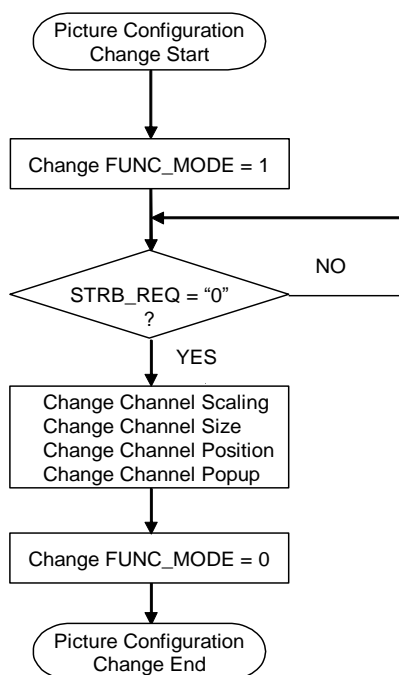 Picture Configuration
Change Start
Change FUNC_MODE = 1
NO
STRB_REQ = “0”
?
YES
Change Channel Scaling
Change Channel Size
Change Channel Position
Change Channel Popup
Change FUNC_MODE = 0
Picture Configuration
Change End